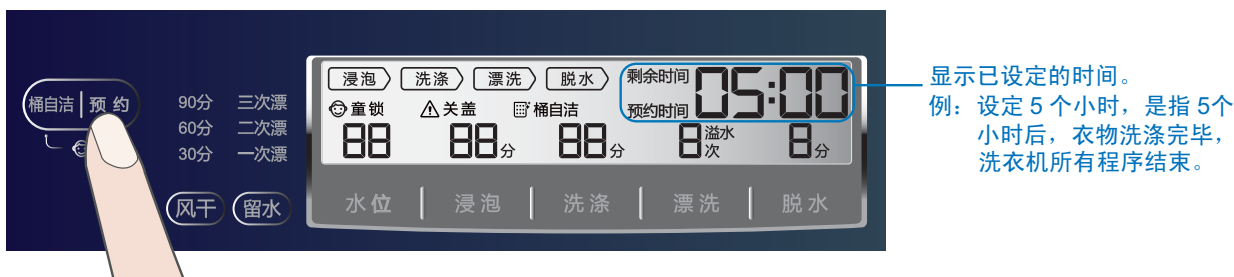 浸泡 洗涤 漂洗 脱水 剩余时间 05:00
预约时间
童锁 关盖 桶自洁
88 88分 88分 8溢水次 8分
桶自洁 预约
90分 三次漂
60分 二次漂
30分 一次漂
风干 留水
水位 浸泡 洗涤 漂洗 脱水
显示已设定的时间。
例：设定5个小时，是指5个
小时后，衣物洗涤完毕，
洗衣机所有程序结束。